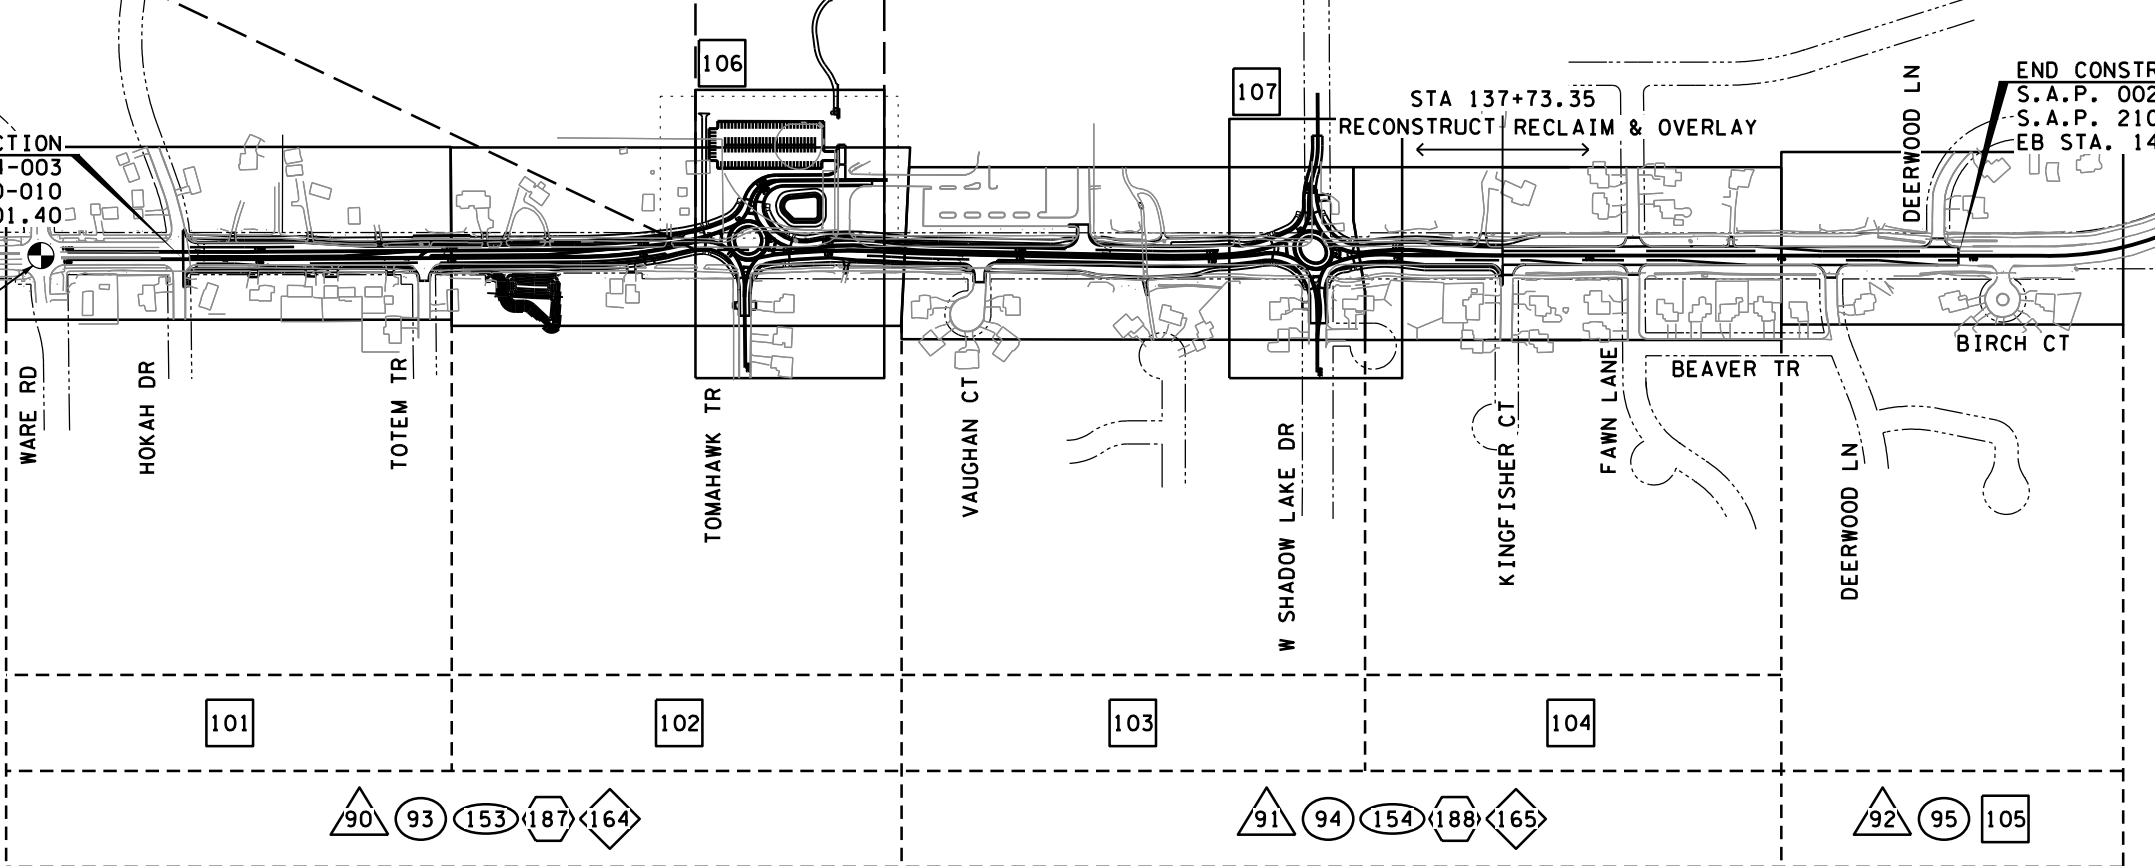 106
107
STA 137+73.35
RECONSTRUCT RECLAIM & OVERLAY
DEERWOOD LN
END CONSTR
S.A.P. 002
S.A.P. 210
EB STA. 14
CTION
-003
-010
01.40
WARE RD
HOKAH DR
TOTEM TR
TOMAHAWK TR
VAUGHAN CT
W SHADOW LAKE DR
KINGFISHER CT
FAWN LANE
BEAVER TR
DEERWOOD LN
BIRCH CT
101
102
103
104
90 93 153 187 164
91 94 154 188 165
92 95 105